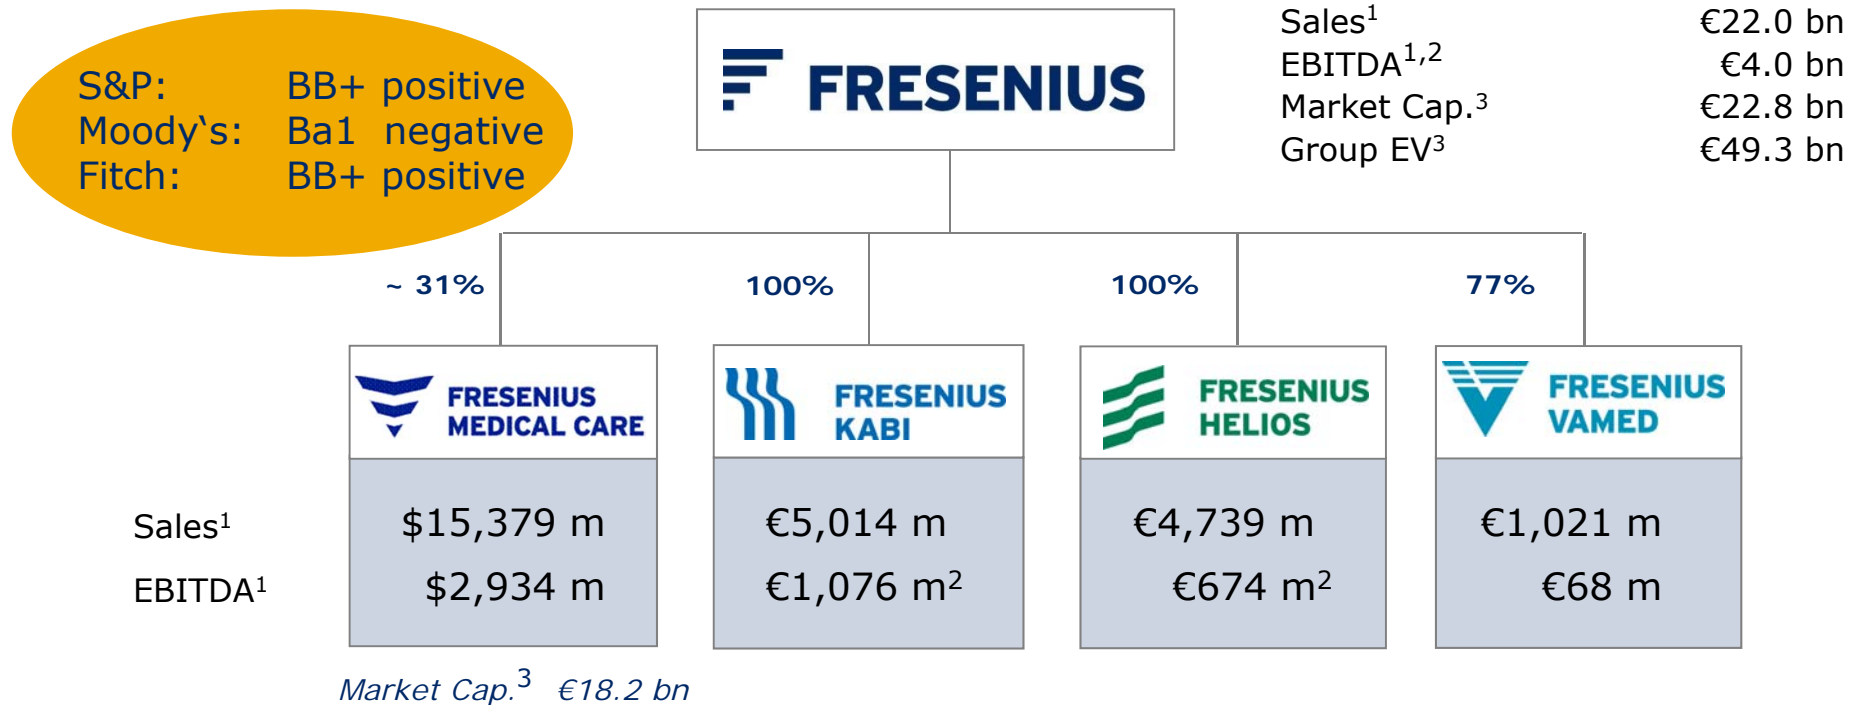 S&P: BB+ positive
Moody‘s: Ba1 negative
Fitch: BB+ positive
FRESENIUS
Sales¹ €22.0 bn
EBITDA¹,² €4.0 bn
Market Cap.³ €22.8 bn
Group EV³ €49.3 bn
~ 31% 100% 100% 77%
FRESENIUS MEDICAL CARE
FRESENIUS KABI
FRESENIUS HELIOS
FRESENIUS VAMED
Sales¹ $15,379 m €5,014 m €4,739 m €1,021 m
EBITDA¹ $2,934 m €1,076 m² €674 m² €68 m
Market Cap.³ €18.2 bn